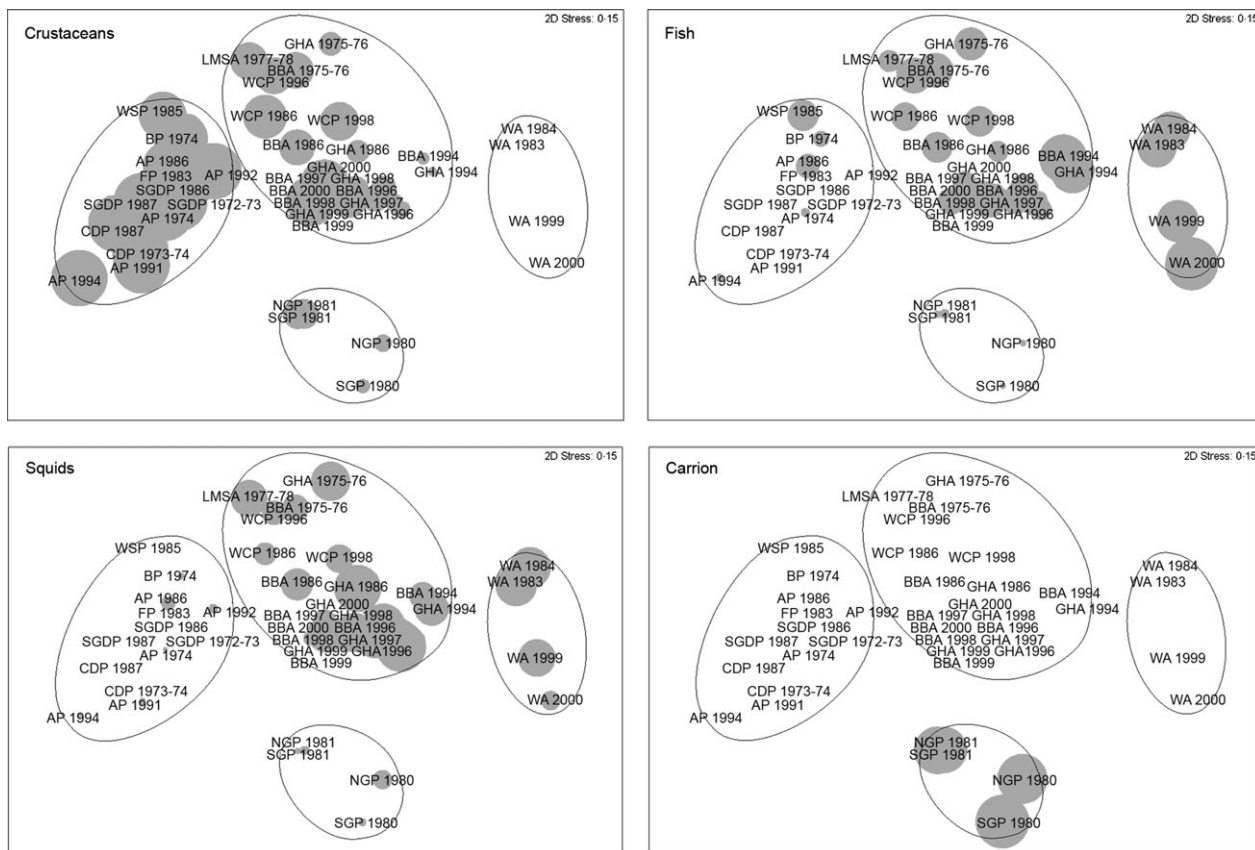 2D Stress: 0·15
Crustaceans
GHA 1975-76
LMSA 1977-78
BBA 1975-76
WCP 1996
WSP 1985
WCP 1986
WCP 1998
BP 1974
BBA 1986
GHA 1986
AP 1986
BBA 1994
FP 1983
AP 1992
GHA 2000
GHA 1994
SGDP 1986
BBA 1997
GHA 1998
BBA 2000
BBA 1996
SGDP 1987
SGDP 1972-73
BBA 1998
GHA 1997
AP 1974
GHA 1999
GHA1996
CDP 1987
BBA 1999
CDP 1973-74
AP 1991
AP 1994
WA 1984
WA 1983
WA 1999
WA 2000
NGP 1981
SGP 1981
NGP 1980
SGP 1980
2D Stress: 0·15
Fish
GHA 1975-76
LMSA 1977-78
BBA 1975-76
WCP 1996
WSP 1985
WCP 1986
WCP 1998
BP 1974
BBA 1986
GHA 1986
AP 1986
BBA 1994
FP 1983
AP 1992
GHA 2000
GHA 1994
SGDP 1986
BBA 1997
GHA 1998
BBA 2000
BBA 1996
SGDP 1987
SGDP 1972-73
BBA 1998
GHA 1997
AP 1974
GHA 1999
GHA1996
CDP 1987
BBA 1999
CDP 1973-74
AP 1991
AP 1994
WA 1984
WA 1983
WA 1999
WA 2000
NGP 1981
SGP 1981
NGP 1980
SGP 1980
2D Stress: 0·15
Squids
GHA 1975-76
LMSA 1977-78
BBA 1975-76
WCP 1996
WSP 1985
WCP 1986
WCP 1998
BP 1974
BBA 1986
GHA 1986
AP 1986
BBA 1994
FP 1983
AP 1992
GHA 2000
GHA 1994
SGDP 1986
BBA 1997
GHA 1998
BBA 2000
BBA 1996
SGDP 1987
SGDP 1972-73
BBA 1998
GHA 1997
AP 1974
GHA 1999
GHA1996
CDP 1987
BBA 1999
CDP 1973-74
AP 1991
AP 1994
WA 1984
WA 1983
WA 1999
WA 2000
NGP 1981
SGP 1981
NGP 1980
SGP 1980
2D Stress: 0·15
Carrion
GHA 1975-76
LMSA 1977-78
BBA 1975-76
WCP 1996
WSP 1985
WCP 1986
WCP 1998
BP 1974
BBA 1986
GHA 1986
AP 1986
BBA 1994
FP 1983
AP 1992
GHA 2000
GHA 1994
SGDP 1986
BBA 1997
GHA 1998
BBA 2000
BBA 1996
SGDP 1987
SGDP 1972-73
BBA 1998
GHA 1997
AP 1974
GHA 1999
GHA1996
CDP 1987
BBA 1999
CDP 1973-74
AP 1991
AP 1994
WA 1984
WA 1983
WA 1999
WA 2000
NGP 1981
SGP 1981
NGP 1980
SGP 1980